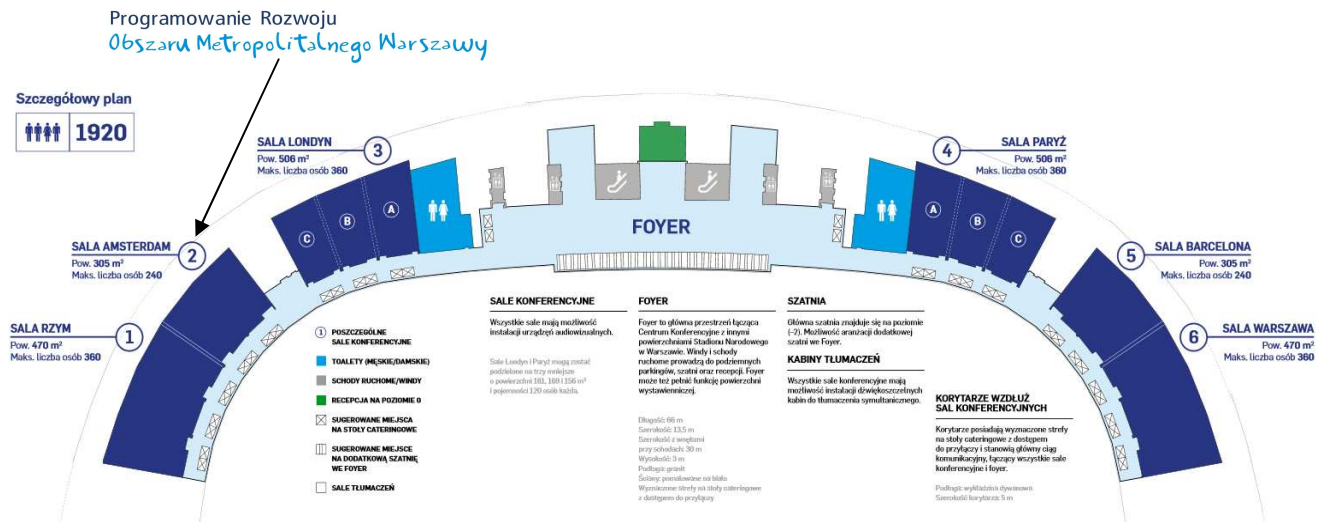 Programowanie Rozwoju
Obszaru Metropolitalnego Warszawy
Szczegółowy plan
1920
SALA LONDYN
Pow. 506 m²
Maks. liczba osób 360
3
4
SALA PARYŻ
Pow. 506 m²
Maks. liczba osób 360
C
B
A
A
B
C
FOYER
SALA AMSTERDAM
Pow. 305 m²
Maks. liczba osób 240
2
5
SALA BARCELONA
Pow. 305 m²
Maks. liczba osób 240
SALA RZYM
Pow. 470 m²
Maks. liczba osób 360
1
6
SALA WARSZAWA
Pow. 470 m²
Maks. liczba osób 360
1 POSZCZEGÓLNE
SALE KONFERENCYJNE
TOALETY (MĘSKIE/DAMSKIE)
SCHODY RUCHOME/WINDY
RECEPCJA NA POZIOMIE 0
SUGEROWANE MIEJSCA
NA STOŁY CATERINGOWE
SUGEROWANE MIEJSCE
NA DODATKOWĄ SZATNIĘ
WE FOYER
SALE TŁUMACZEŃ
SALE KONFERENCYJNE
Wszystkie sale mają możliwość
instalacji urządzeń audiowizualnych.
Sale Londyn i Paryż mogą zostać
podzielone na trzy mniejsze
o powierzchni 181, 169 i 156 m²
i pojemności 120 osób każda.
FOYER
Foyer to główna przestrzeń łącząca
Centrum Konferencyjne z innymi
powierzchniami Stadionu Narodowego
w Warszawie. Windy i schody
ruchome prowadzą do podziemnych
parkingów, szatni oraz recepcji. Foyer
może też pełnić funkcję powierzchni
wystawienniczej.
Długość: 66 m
Szerokość: 13,5 m
Szerokość z wnękami
przy schodach: 30 m
Wysokość: 3 m
Podłoga: granit
Ściany: pomalowane na biało
Wyznaczone strefy na stoły cateringowe
z dostępem do przyłączy
SZATNIA
Główna szatnia znajduje się na poziomie
(–2). Możliwość aranżacji dodatkowej
szatni we Foyer.
KABINY TŁUMACZEŃ
Wszystkie sale konferencyjne mają
możliwość instalacji dźwiękoszczelnych
kabin do tłumaczenia symultanicznego.
KORYTARZE WZDŁUŻ
SAL KONFERENCYJNYCH
Korytarze posiadają wyznaczone strefy
na stoły cateringowe z dostępem
do przyłączy i stanowią główny ciąg
komunikacyjny, łączący wszystkie sale
konferencyjne i foyer.
Podłoga: wykładzina dywanowa
Szerokość korytarza: 5 m